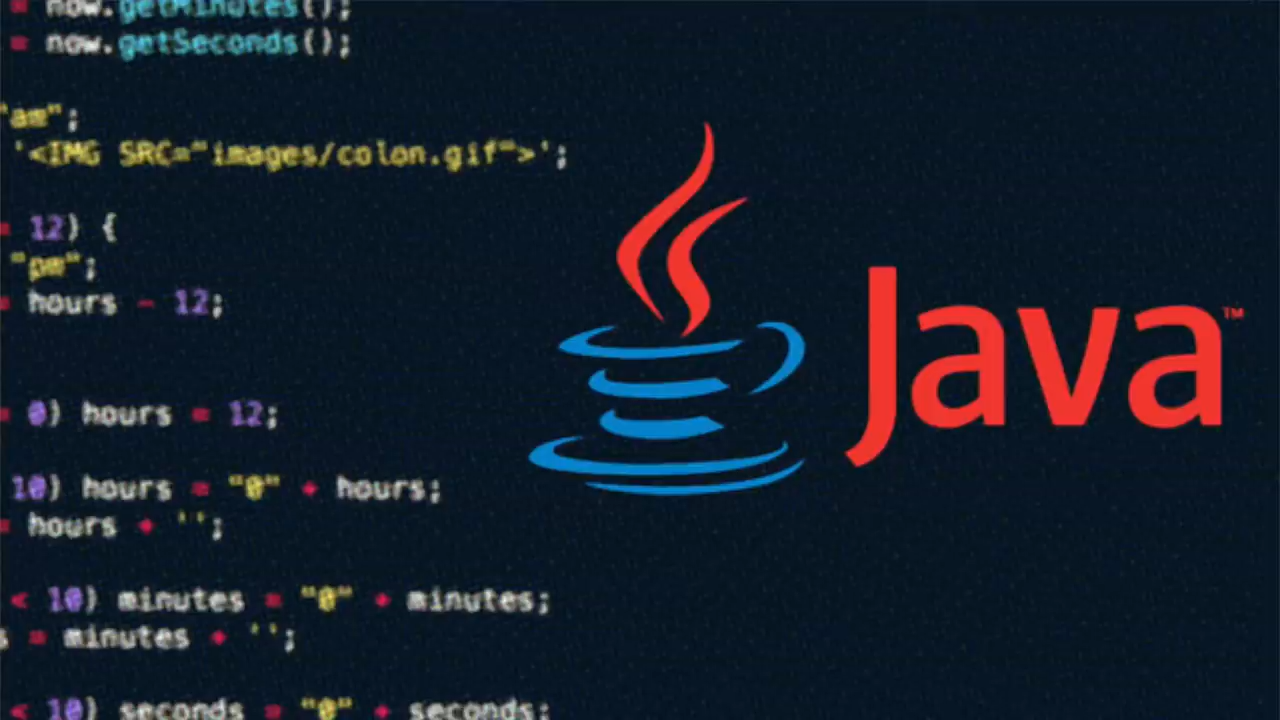 = now.getMinutes();
= now.getSeconds();
"am";
'<IMG SRC="images/colon.gif">';
= 12) {
"pm";
= hours - 12;
= 0) hours = 12;
10) hours = "0" + hours;
= hours + '';
< 10) minutes = "0" + minutes;
s = minutes + '';
< 10) seconds = "0" + seconds;
Java™